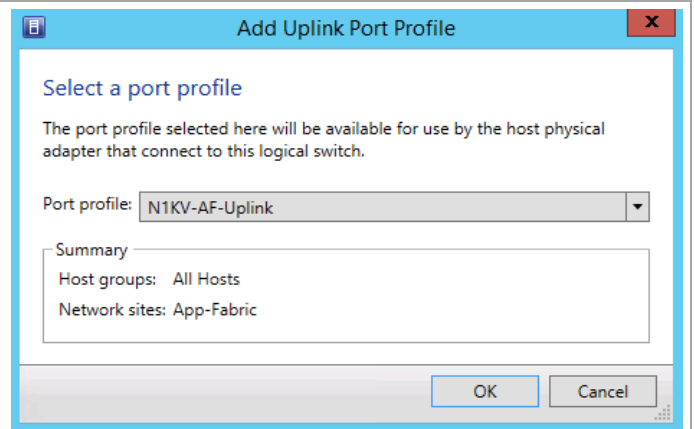 Add Uplink Port Profile
x
Select a port profile
The port profile selected here will be available for use by the host physical
adapter that connect to this logical switch.
Port profile: N1KV-AF-Uplink
Summary
Host groups: All Hosts
Network sites: App-Fabric
OK Cancel